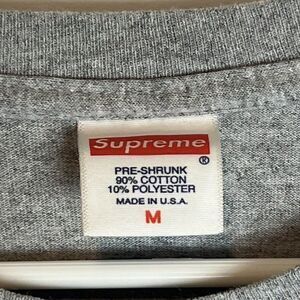 Supreme
®
PRE-SHRUNK
90% COTTON
10% POLYESTER
MADE IN U.S.A.
M